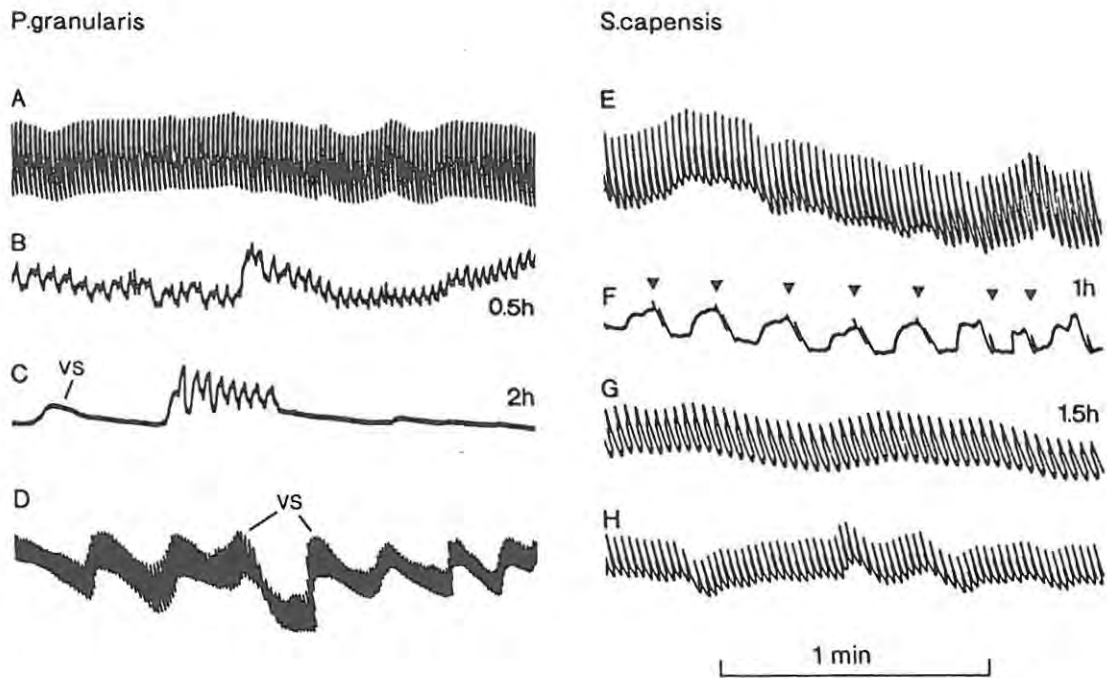 P.granularis
A
B
0.5h
C
vs
2h
D
vs
S.capensis
E
F
1h
G
1.5h
H
1 min